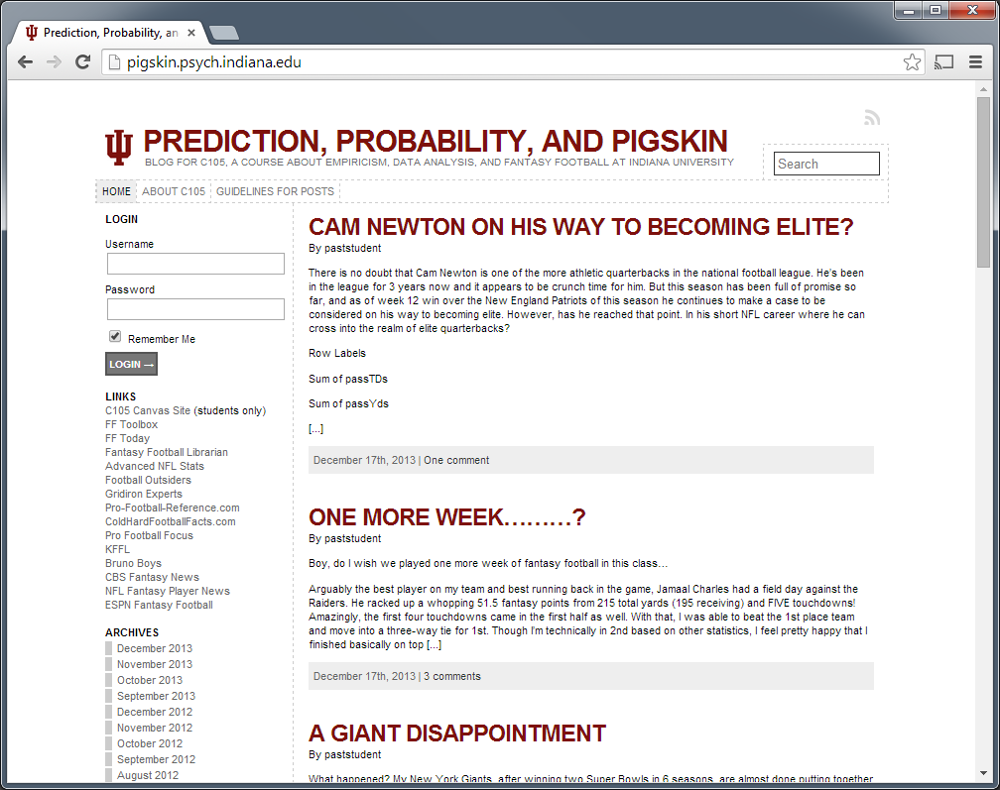 Prediction, Probability, an
pigskin.psych.indiana.edu
PREDICTION, PROBABILITY, AND PIGSKIN
BLOG FOR C105, A COURSE ABOUT EMPIRICISM, DATA ANALYSIS, AND FANTASY FOOTBALL AT INDIANA UNIVERSITY
Search
HOME ABOUT C105 GUIDELINES FOR POSTS
LOGIN
Username
Password
Remember Me
LOGIN →
LINKS
C105 Canvas Site (students only)
FF Toolbox
FF Today
Fantasy Football Librarian
Advanced NFL Stats
Football Outsiders
Gridiron Experts
Pro-Football-Reference.com
ColdHardFootballFacts.com
Pro Football Focus
KFFL
Bruno Boys
CBS Fantasy News
NFL Fantasy Player News
ESPN Fantasy Football
ARCHIVES
December 2013
November 2013
October 2013
September 2013
December 2012
November 2012
October 2012
September 2012
August 2012
CAM NEWTON ON HIS WAY TO BECOMING ELITE?
By paststudent
There is no doubt that Cam Newton is one of the more athletic quarterbacks in the national football league. He's been
in the league for 3 years now and it appears to be crunch time for him. But this season has been full of promise so
far, and as of week 12 win over the New England Patriots of this season he continues to make a case to be
considered on his way to becoming elite. However, has he reached that point. In his short NFL career where he can
cross into the realm of elite quarterbacks?
Row Labels
Sum of passTDs
Sum of passYds
[...]
December 17th, 2013 | One comment
ONE MORE WEEK………?
By paststudent
Boy, do I wish we played one more week of fantasy football in this class…
Arguably the best player on my team and best running back in the game, Jamaal Charles had a field day against the
Raiders. He racked up a whopping 51.5 fantasy points from 215 total yards (195 receiving) and FIVE touchdowns!
Amazingly, the first four touchdowns came in the first half as well. With that, I was able to beat the 1st place team
and move into a three-way tie for 1st. Though I'm technically in 2nd based on other statistics, I feel pretty happy that I
finished basically on top [...]
December 17th, 2013 | 3 comments
A GIANT DISAPPOINTMENT
By paststudent
What happened? My New York Giants, after winning two Super Bowls in 6 seasons, are almost done putting together